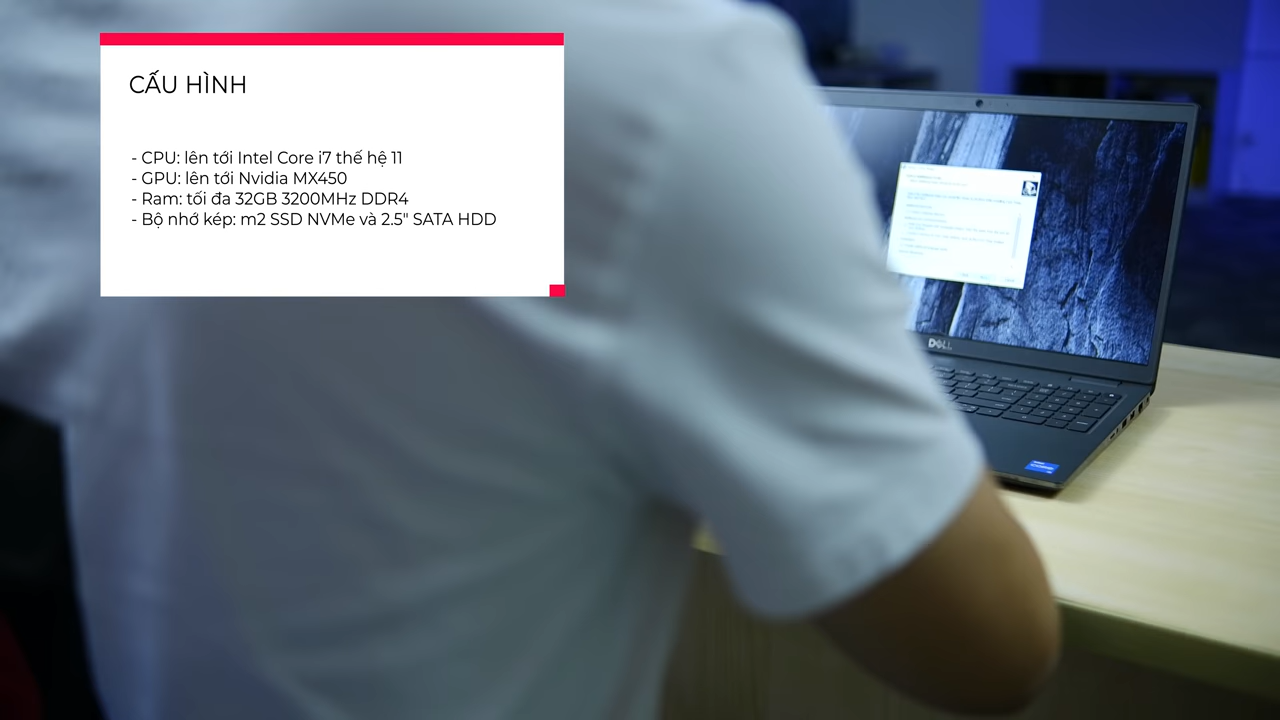 CẤU HÌNH
- CPU: lên tới Intel Core i7 thế hệ 11
- GPU: lên tới Nvidia MX450
- Ram: tối đa 32GB 3200MHz DDR4
- Bộ nhớ kép: m2 SSD NVMe và 2.5" SATA HDD
DELL